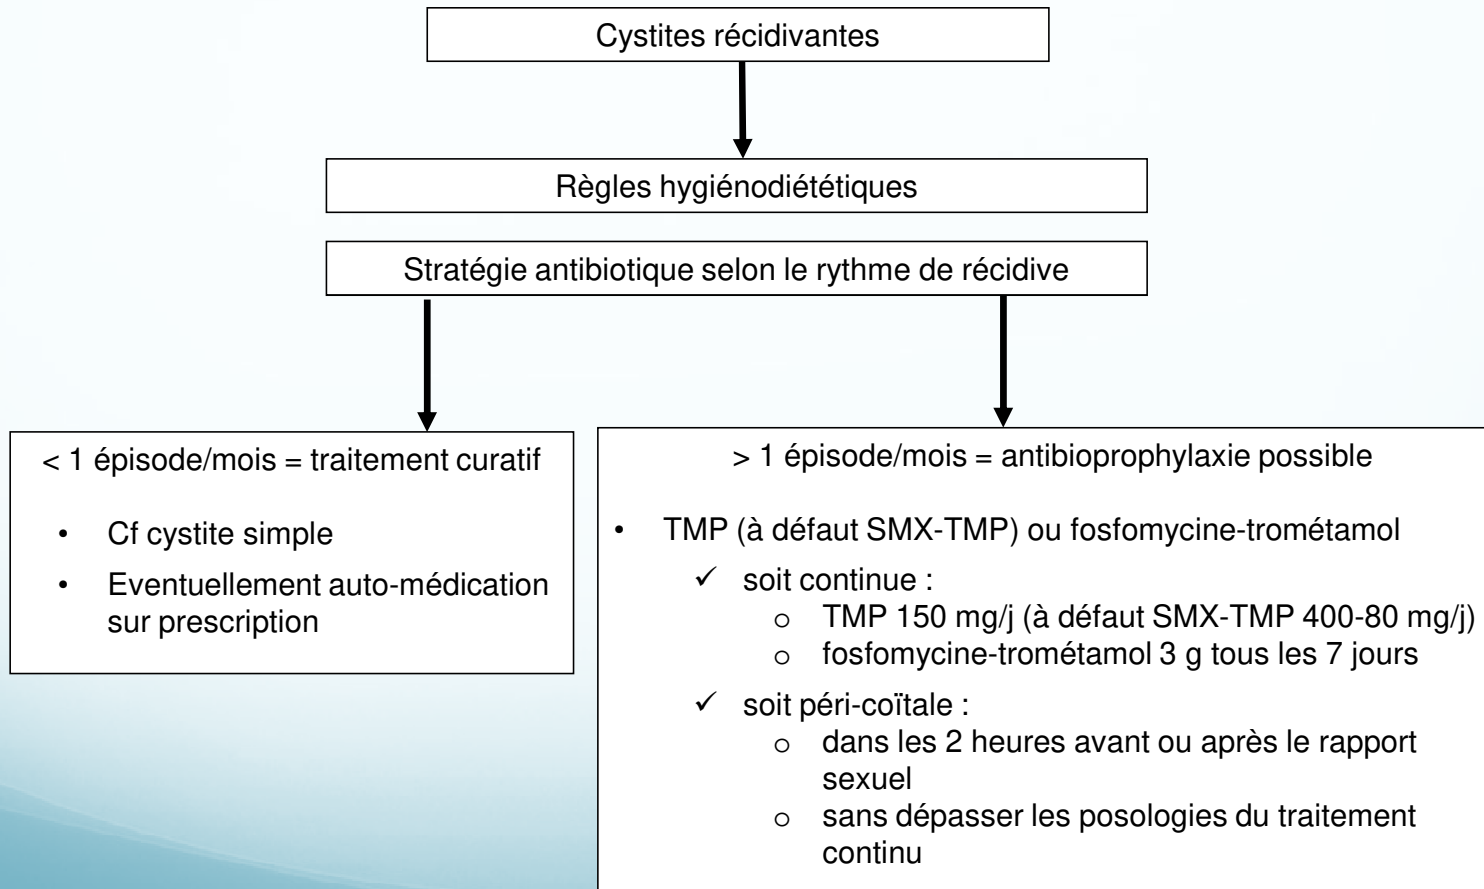 Cystites récidivantes
Règles hygiénodiététiques
Stratégie antibiotique selon le rythme de récidive
< 1 épisode/mois = traitement curatif
• Cf cystite simple
• Eventuellement auto-médication
sur prescription
> 1 épisode/mois = antibioprophylaxie possible
• TMP (à défaut SMX-TMP) ou fosfomycine-trométamol
✓ soit continue :
o TMP 150 mg/j (à défaut SMX-TMP 400-80 mg/j)
o fosfomycine-trométamol 3 g tous les 7 jours
✓ soit péri-coïtale :
o dans les 2 heures avant ou après le rapport
sexuel
o sans dépasser les posologies du traitement
continu